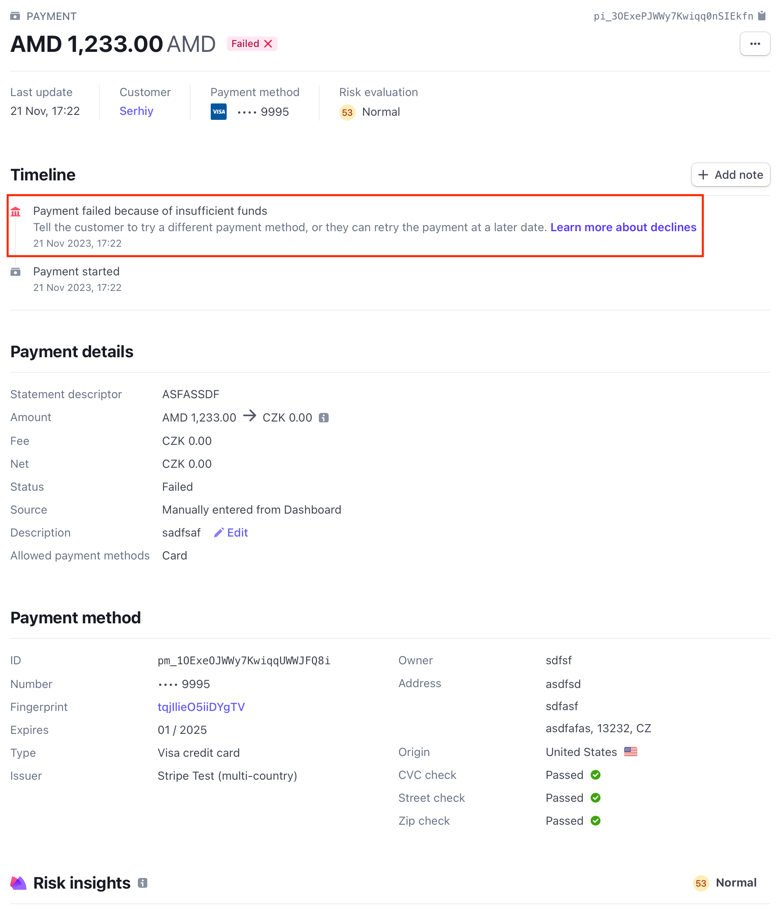 PAYMENT
pi_3OExePJWWy7Kwiqq0nSIEkfn
AMD 1,233.00 AMD Failed
Last update Customer Payment method Risk evaluation
21 Nov, 17:22 Serhiy VISA •••• 9995 53 Normal
Timeline
Add note
Payment failed because of insufficient funds
Tell the customer to try a different payment method, or they can retry the payment at a later date. Learn more about declines
21 Nov 2023, 17:22
Payment started
21 Nov 2023, 17:22
Payment details
Statement descriptor ASFASSDF
Amount AMD 1,233.00 → CZK 0.00
Fee CZK 0.00
Net CZK 0.00
Status Failed
Source Manually entered from Dashboard
Description sadfsaf Edit
Allowed payment methods Card
Payment method
ID pm_1OExeOJWWy7KwiqqUWWJFQ8i
Number •••• 9995
Fingerprint tqjIlieO5iiDYgTV
Expires 01 / 2025
Type Visa credit card
Issuer Stripe Test (multi-country)
Owner sdfsf
Address asdfsd
sdfasf
asdfafas, 13232, CZ
Origin United States
CVC check Passed
Street check Passed
Zip check Passed
Risk insights
53 Normal